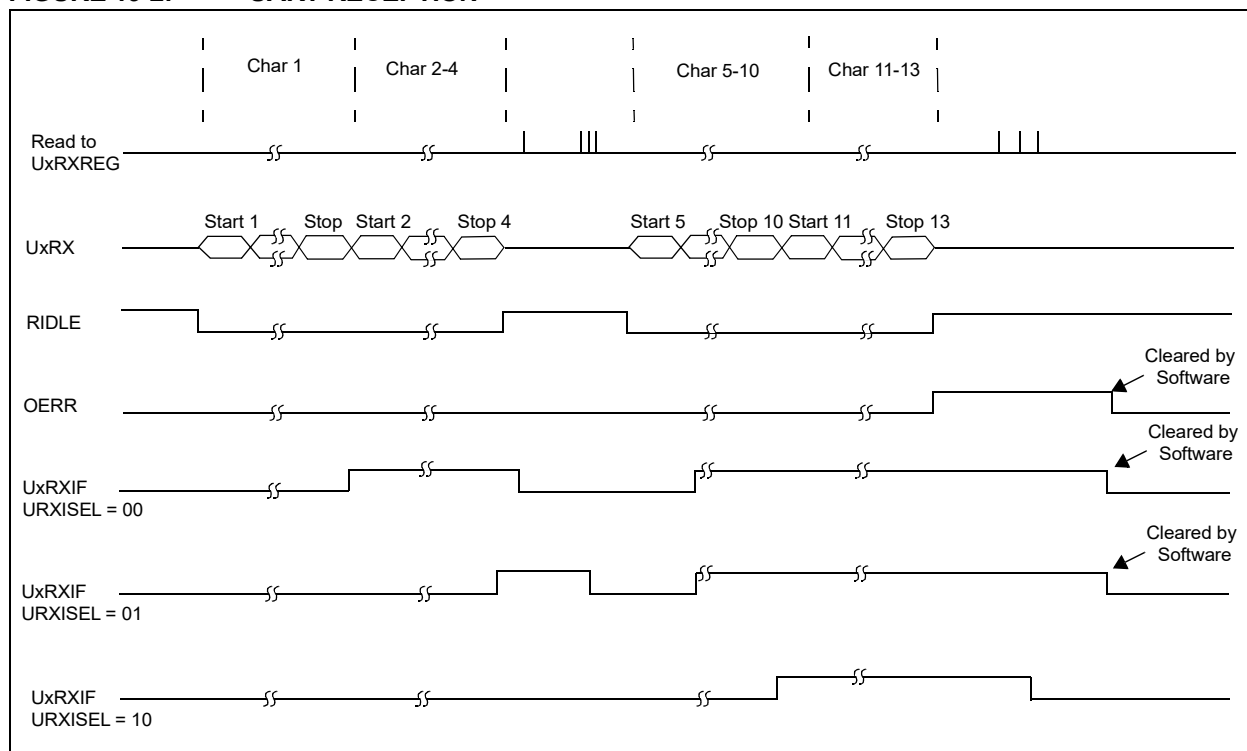 Char 1
Char 2-4
Char 5-10
Char 11-13
Read to
UxRXREG
Start 1
Stop
Start 2
Stop 4
Start 5
Stop 10
Start 11
Stop 13
UxRX
RIDLE
Cleared by
Software
OERR
Cleared by
Software
UxRXIF
URXISEL = 00
Cleared by
Software
UxRXIF
URXISEL = 01
UxRXIF
URXISEL = 10